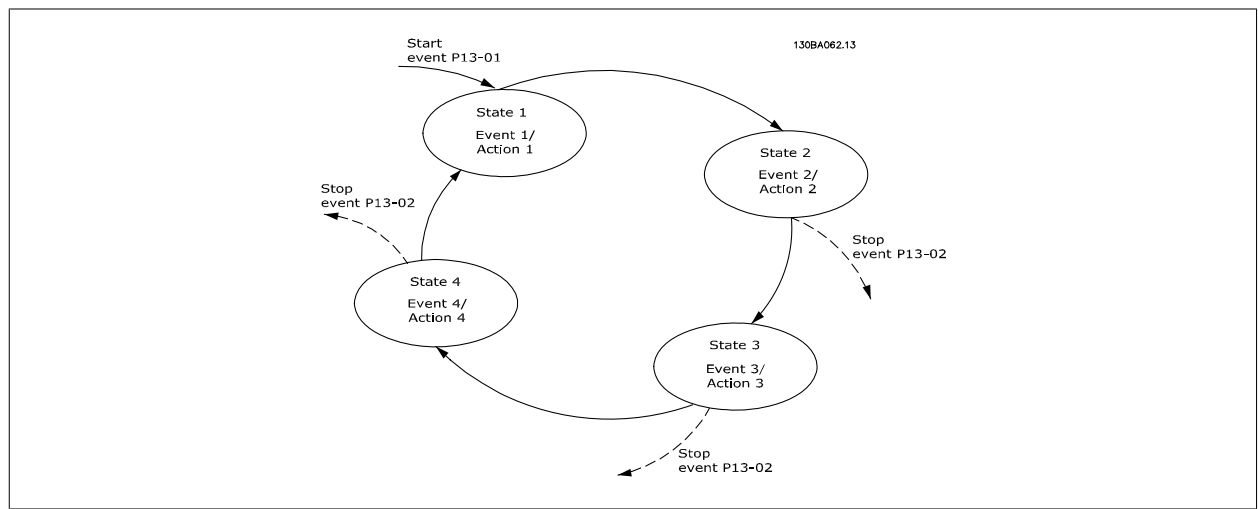 Start
event P13-01
130BA062.13
State 1
Event 1/
Action 1
State 2
Event 2/
Action 2
Stop
event P13-02
Stop
event P13-02
State 4
Event 4/
Action 4
State 3
Event 3/
Action 3
Stop
event P13-02